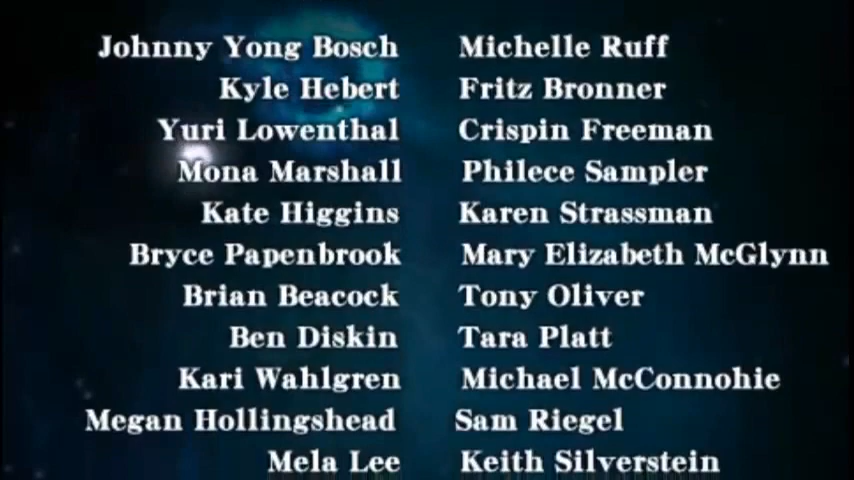 Johnny Yong Bosch Michelle Ruff
Kyle Hebert Fritz Bronner
Yuri Lowenthal Crispin Freeman
Mona Marshall Philece Sampler
Kate Higgins Karen Strassman
Bryce Papenbrook Mary Elizabeth McGlynn
Brian Beacock Tony Oliver
Ben Diskin Tara Platt
Kari Wahlgren Michael McConnohie
Megan Hollingshead Sam Riegel
Mela Lee Keith Silverstein